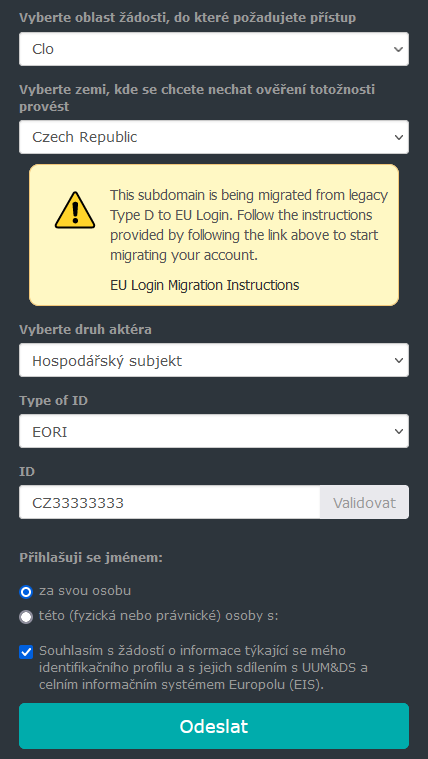 Vyberte oblast žádosti, do které požadujete přístup
Clo
Vyberte zemi, kde se chcete nechat ověření totožnosti
provést
Czech Republic
This subdomain is being migrated from legacy
Type D to EU Login. Follow the instructions
provided by following the link above to start
migrating your account.
EU Login Migration Instructions
Vyberte druh aktéra
Hospodářský subjekt
Type of ID
EORI
ID
CZ33333333
Validovat
Přihlašuji se jménem:
za svou osobu
této (fyzická nebo právnické) osoby s:
Souhlasím s žádostí o informace týkající se mého
identifikačního profilu a s jejich sdílením s UUM&DS a
celním informačním systémem Europolu (EIS).
Odeslat